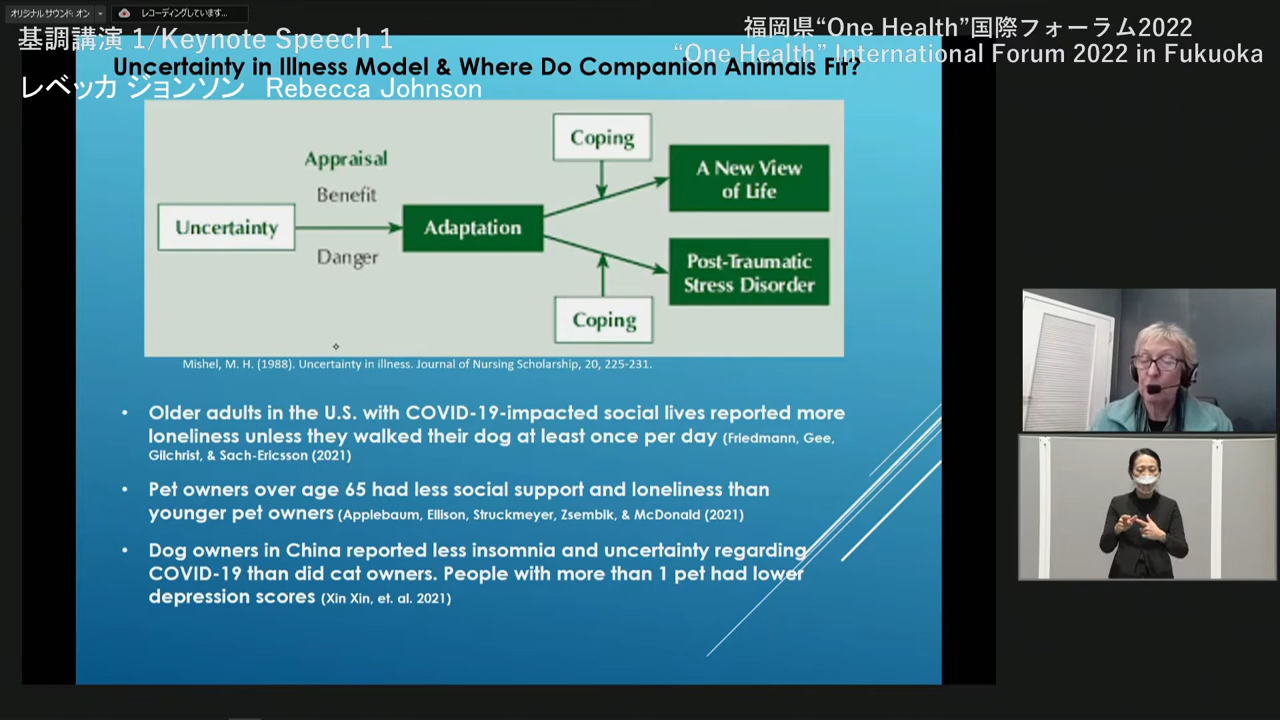 オリジナルサウンド: オン
レコーディングしています...
基調講演 1/Keynote Speech 1
福岡県“One Health”国際フォーラム2022
“One Health” International Forum 2022 in Fukuoka
Uncertainty in Illness Model & Where Do Companion Animals Fit?
レベッカ ジョンソン Rebecca Johnson
Coping
Appraisal
Benefit
A New View
of Life
Uncertainty
Adaptation
Danger
Post-Traumatic
Stress Disorder
Coping
Mishel, M. H. (1988). Uncertainty in illness. Journal of Nursing Scholarship, 20, 225-231.
• Older adults in the U.S. with COVID-19-impacted social lives reported more
loneliness unless they walked their dog at least once per day (Friedmann, Gee,
Gilchrist, & Sach-Ericsson (2021)
• Pet owners over age 65 had less social support and loneliness than
younger pet owners (Applebaum, Ellison, Struckmeyer, Zsembik, & McDonald (2021)
• Dog owners in China reported less insomnia and uncertainty regarding
COVID-19 than did cat owners. People with more than 1 pet had lower
depression scores (Xin Xin, et. al. 2021)